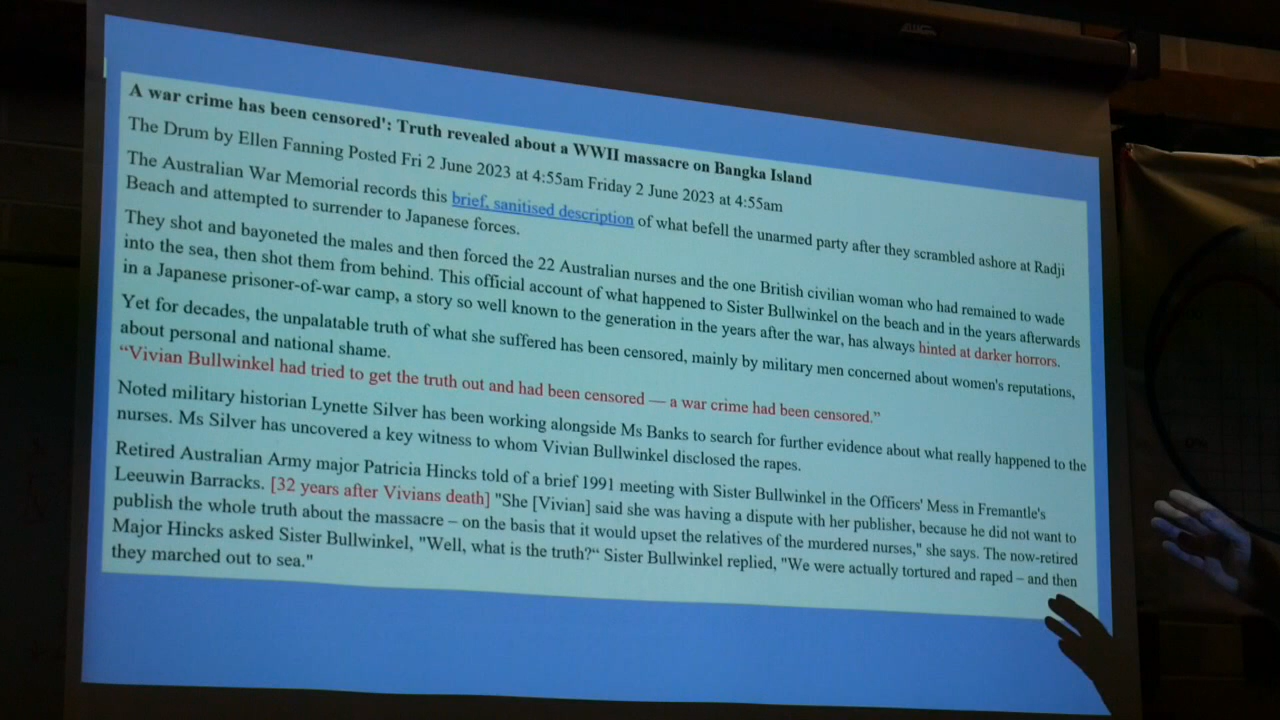 A war crime has been censored': Truth revealed about a WWII massacre on Bangka Island
The Drum by Ellen Fanning Posted Fri 2 June 2023 at 4:55am Friday 2 June 2023 at 4:55am
The Australian War Memorial records this brief, sanitised description of what befell the unarmed party after they scrambled ashore at Radji
Beach and attempted to surrender to Japanese forces.
They shot and bayoneted the males and then forced the 22 Australian nurses and the one British civilian woman who had remained to wade
into the sea, then shot them from behind. This official account of what happened to Sister Bullwinkel on the beach and in the years afterwards
in a Japanese prisoner-of-war camp, a story so well known to the generation in the years after the war, has always hinted at darker horrors.
Yet for decades, the unpalatable truth of what she suffered has been censored, mainly by military men concerned about women's reputations,
about personal and national shame.
“Vivian Bullwinkel had tried to get the truth out and had been censored — a war crime had been censored.”
Noted military historian Lynette Silver has been working alongside Ms Banks to search for further evidence about what really happened to the
nurses. Ms Silver has uncovered a key witness to whom Vivian Bullwinkel disclosed the rapes.
Retired Australian Army major Patricia Hincks told of a brief 1991 meeting with Sister Bullwinkel in the Officers' Mess in Fremantle's
Leeuwin Barracks. [32 years after Vivians death] "She [Vivian] said she was having a dispute with her publisher, because he did not want to
publish the whole truth about the massacre – on the basis that it would upset the relatives of the murdered nurses," she says. The now-retired
Major Hincks asked Sister Bullwinkel, "Well, what is the truth?“ Sister Bullwinkel replied, "We were actually tortured and raped – and then
they marched out to sea."